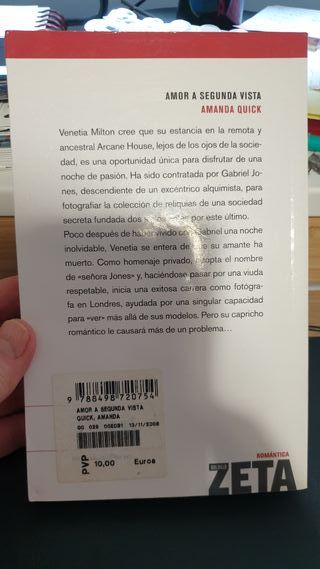 AMOR A SEGUNDA VISTA
AMANDA QUICK
Venetia Milton cree que su estancia en la remota y
ancestral Arcane House, lejos de los ojos de la socie-
dad, es una oportunidad única para disfrutar de una
noche de pasión. Ha sido contratada por Gabriel Jo-
nes, descendiente de un excéntrico alquimista, para
fotografiar la colección de reliquias de una sociedad
secreta fundada dos por este último.
Poco después de haber vivido con Gabriel una noche
inolvidable, Venetia se entera de que su amante ha
muerto. Como homenaje privado, adopta el nombre
de «señora Jones» y, haciéndose pasar por una viuda
respetable, inicia una exitosa carrera como fotógra-
fa en Londres, ayudada por una singular capacidad
para «ver» más allá de sus modelos. Pero su capricho
romántico le causará más de un problema...
9 788498 720754
AMOR A SEGUNDA VISTA
QUICK, AMANDA
PVP
10,00 Euros
ROMÁNTICA
BOLSILLO
ZETA